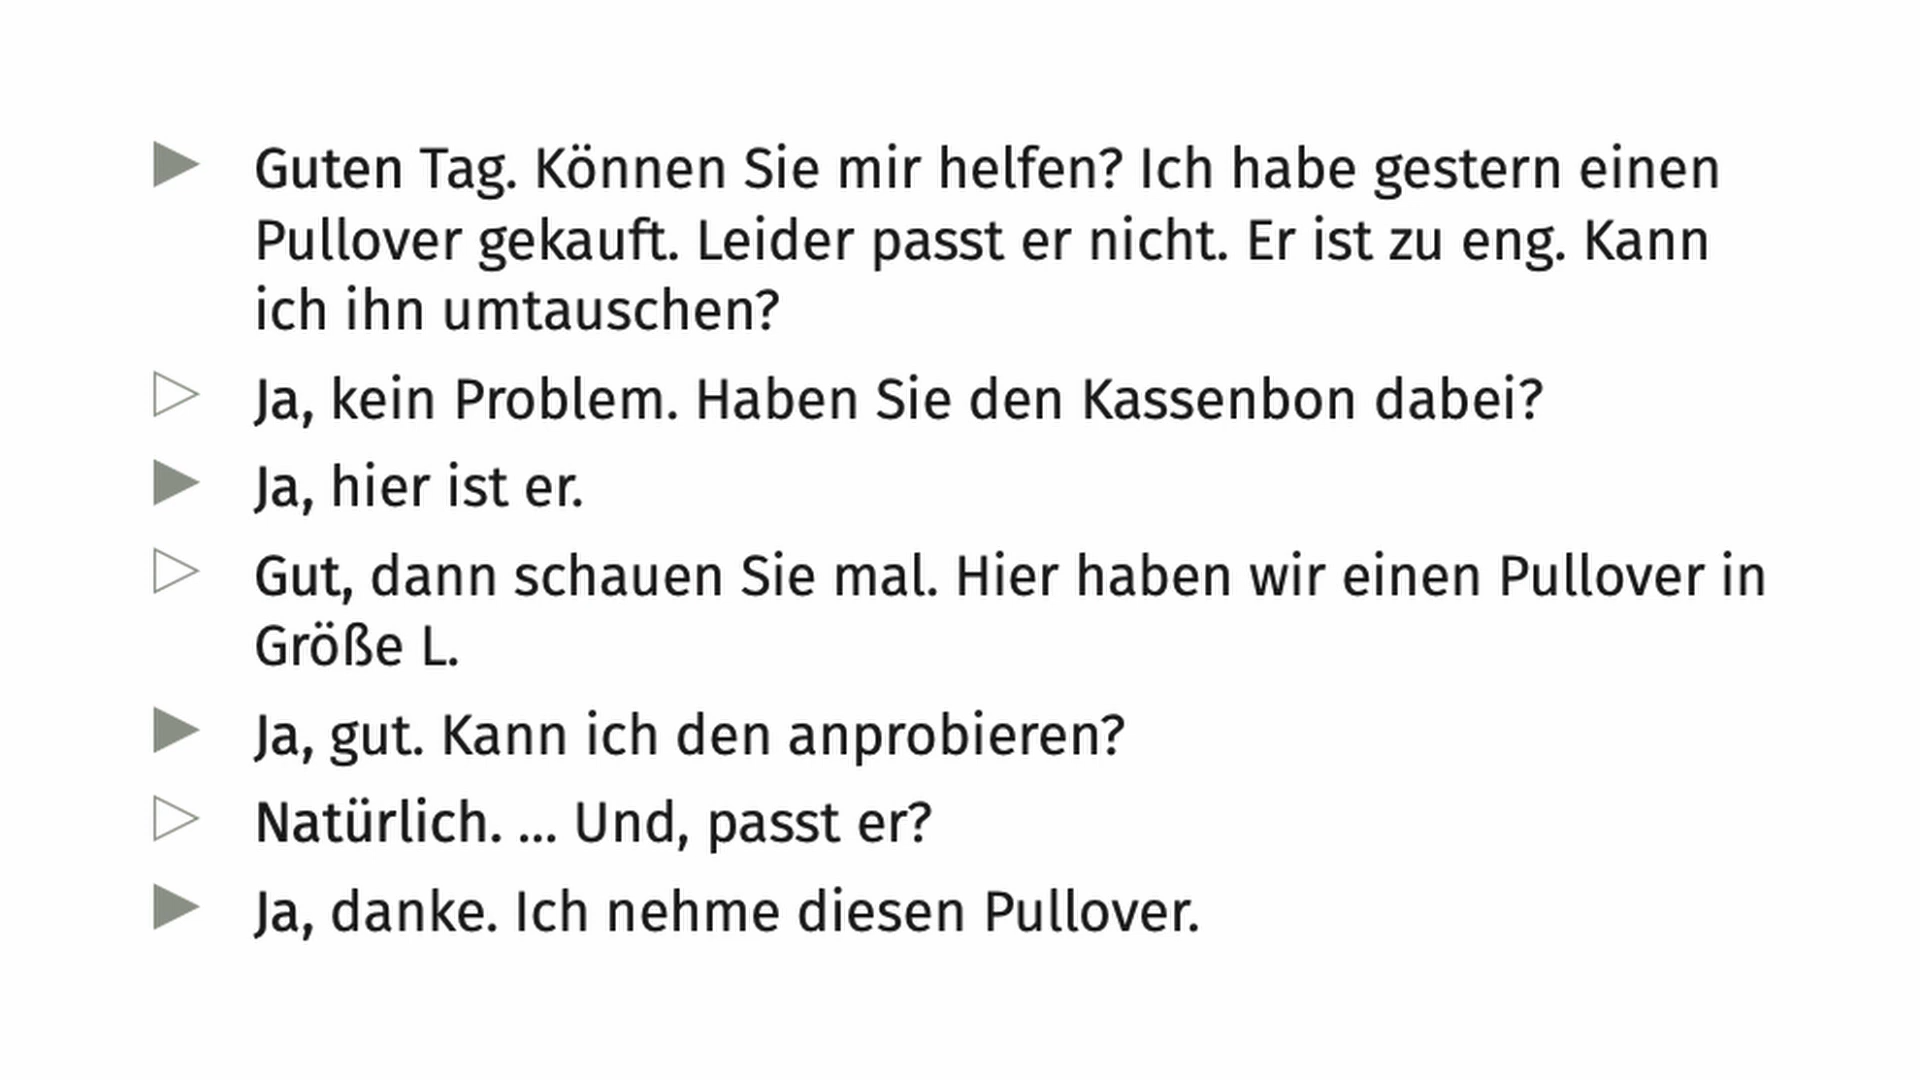 Guten Tag. Können Sie mir helfen? Ich habe gestern einen
Pullover gekauft. Leider passt er nicht. Er ist zu eng. Kann
ich ihn umtauschen?
Ja, kein Problem. Haben Sie den Kassenbon dabei?
Ja, hier ist er.
Gut, dann schauen Sie mal. Hier haben wir einen Pullover in
Größe L.
Ja, gut. Kann ich den anprobieren?
Natürlich. ... Und, passt er?
Ja, danke. Ich nehme diesen Pullover.